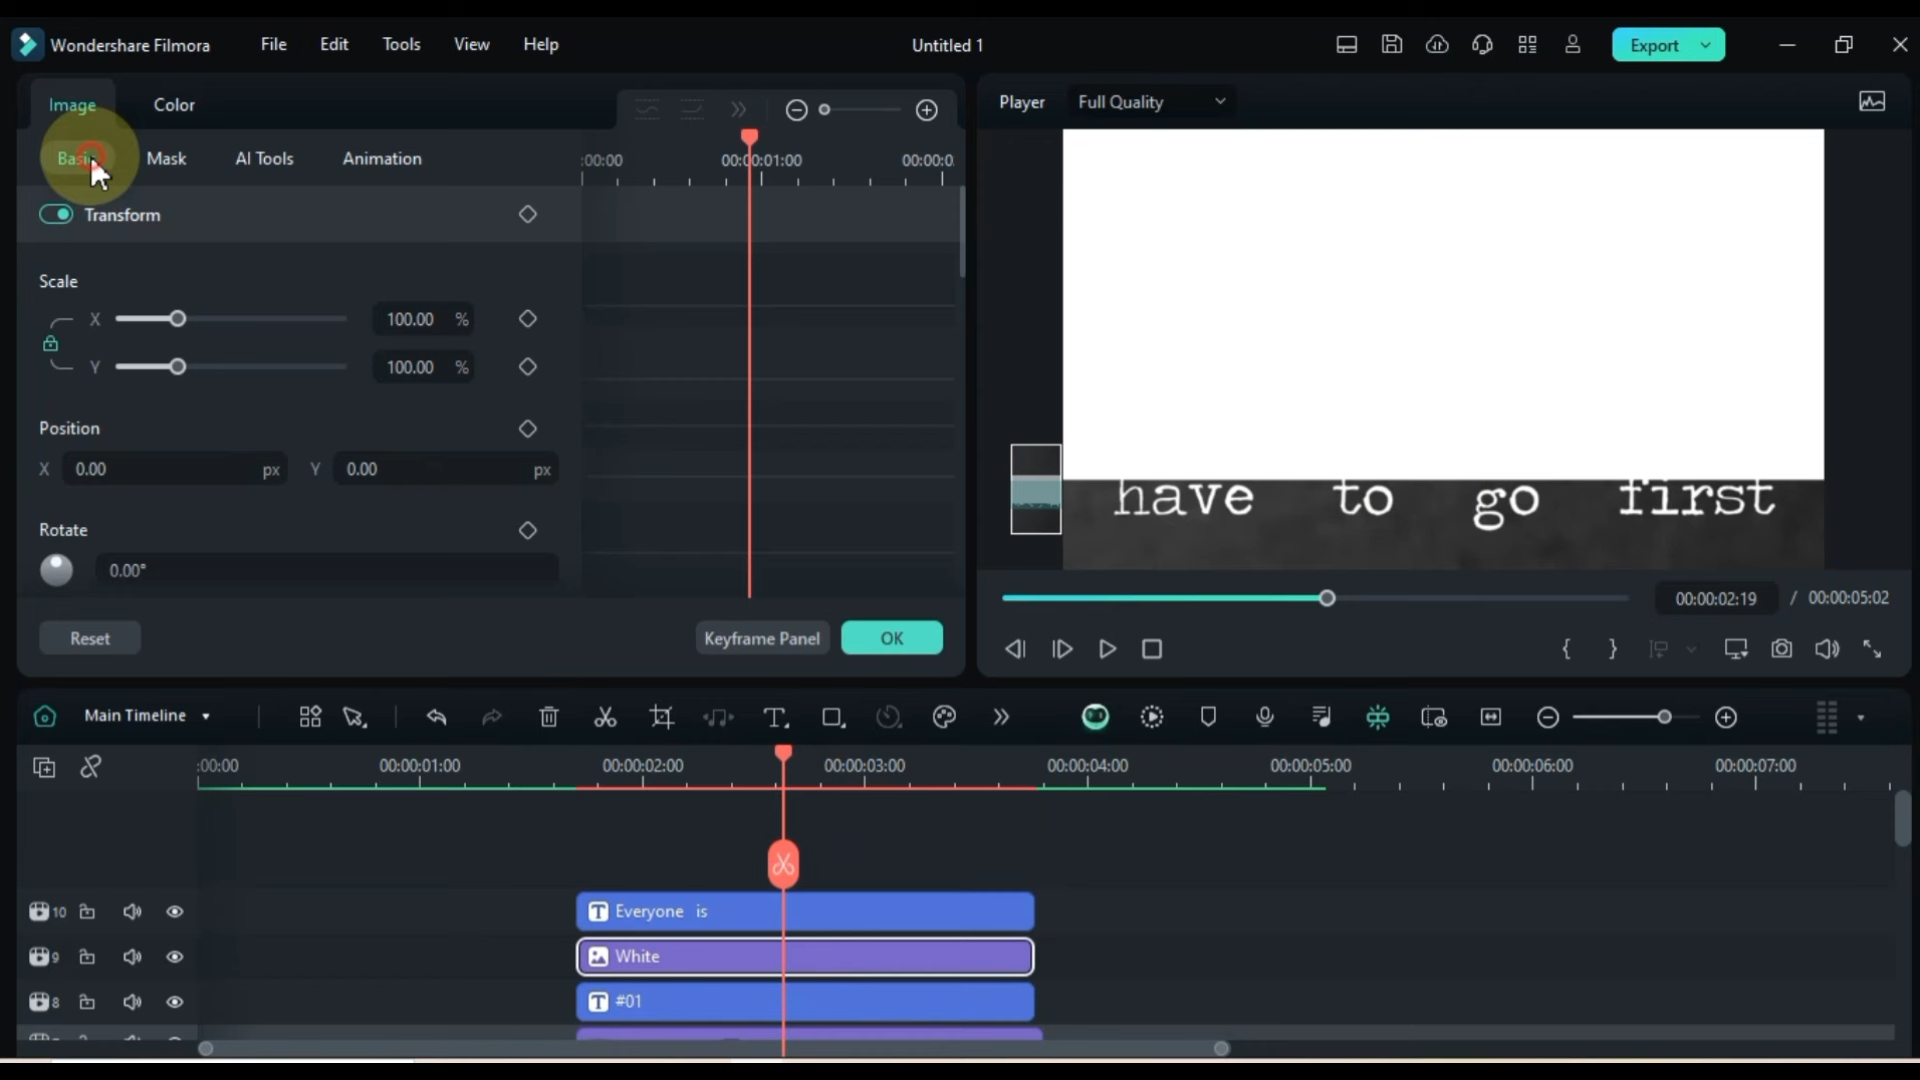 Wondershare Filmora File Edit Tools View Help Untitled 1 Export
Image Color
Player Full Quality
Mask AI Tools Animation
:00:00 00:00:01:00 00:00:0
Transform
Scale
X 100.00 %
Y 100.00 %
Position
X 0.00 px Y 0.00 px
have to go first
Rotate
0.00°
00:00:02:19 / 00:00:05:02
Reset Keyframe Panel OK
Main Timeline
:00:00 00:00:01:00 00:00:02:00 00:00:03:00 00:00:04:00 00:00:05:00 00:00:06:00 00:00:07:00
10 T Everyone is
9 White
8 T #01